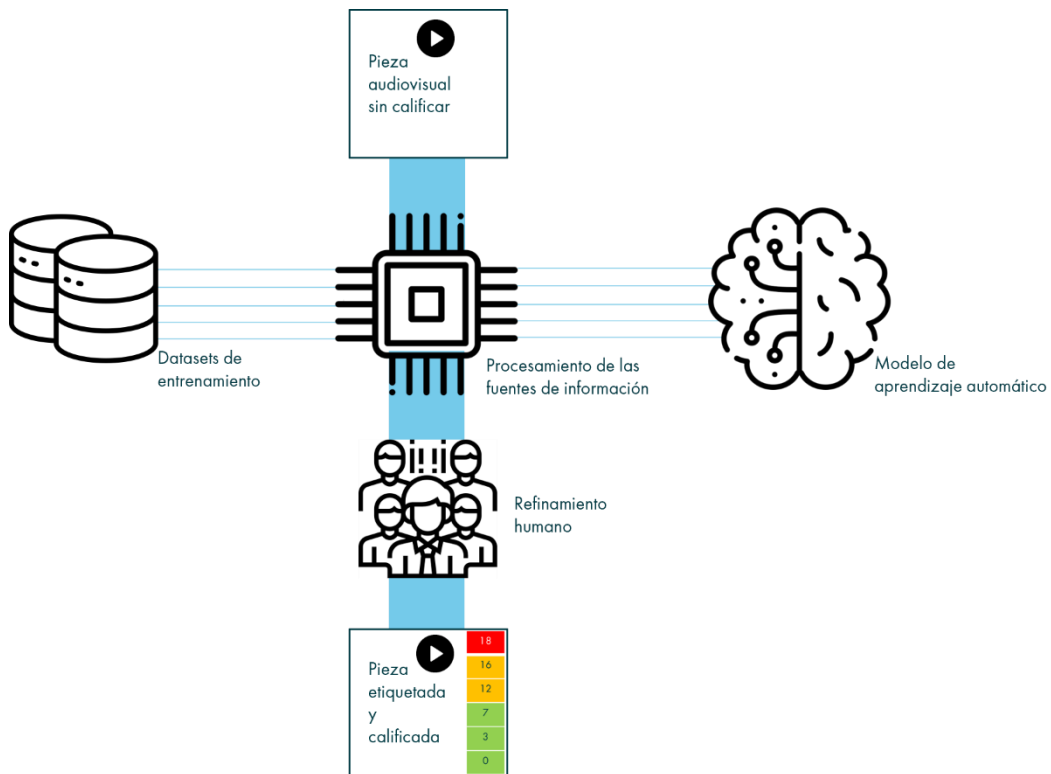 Pieza
audiovisual
sin calificar
Datasets de
entrenamiento
Procesamiento de las
fuentes de información
Modelo de
aprendizaje automático
Refinamiento
humano
Pieza
etiquetada
y
calificada
18
16
12
7
3
0